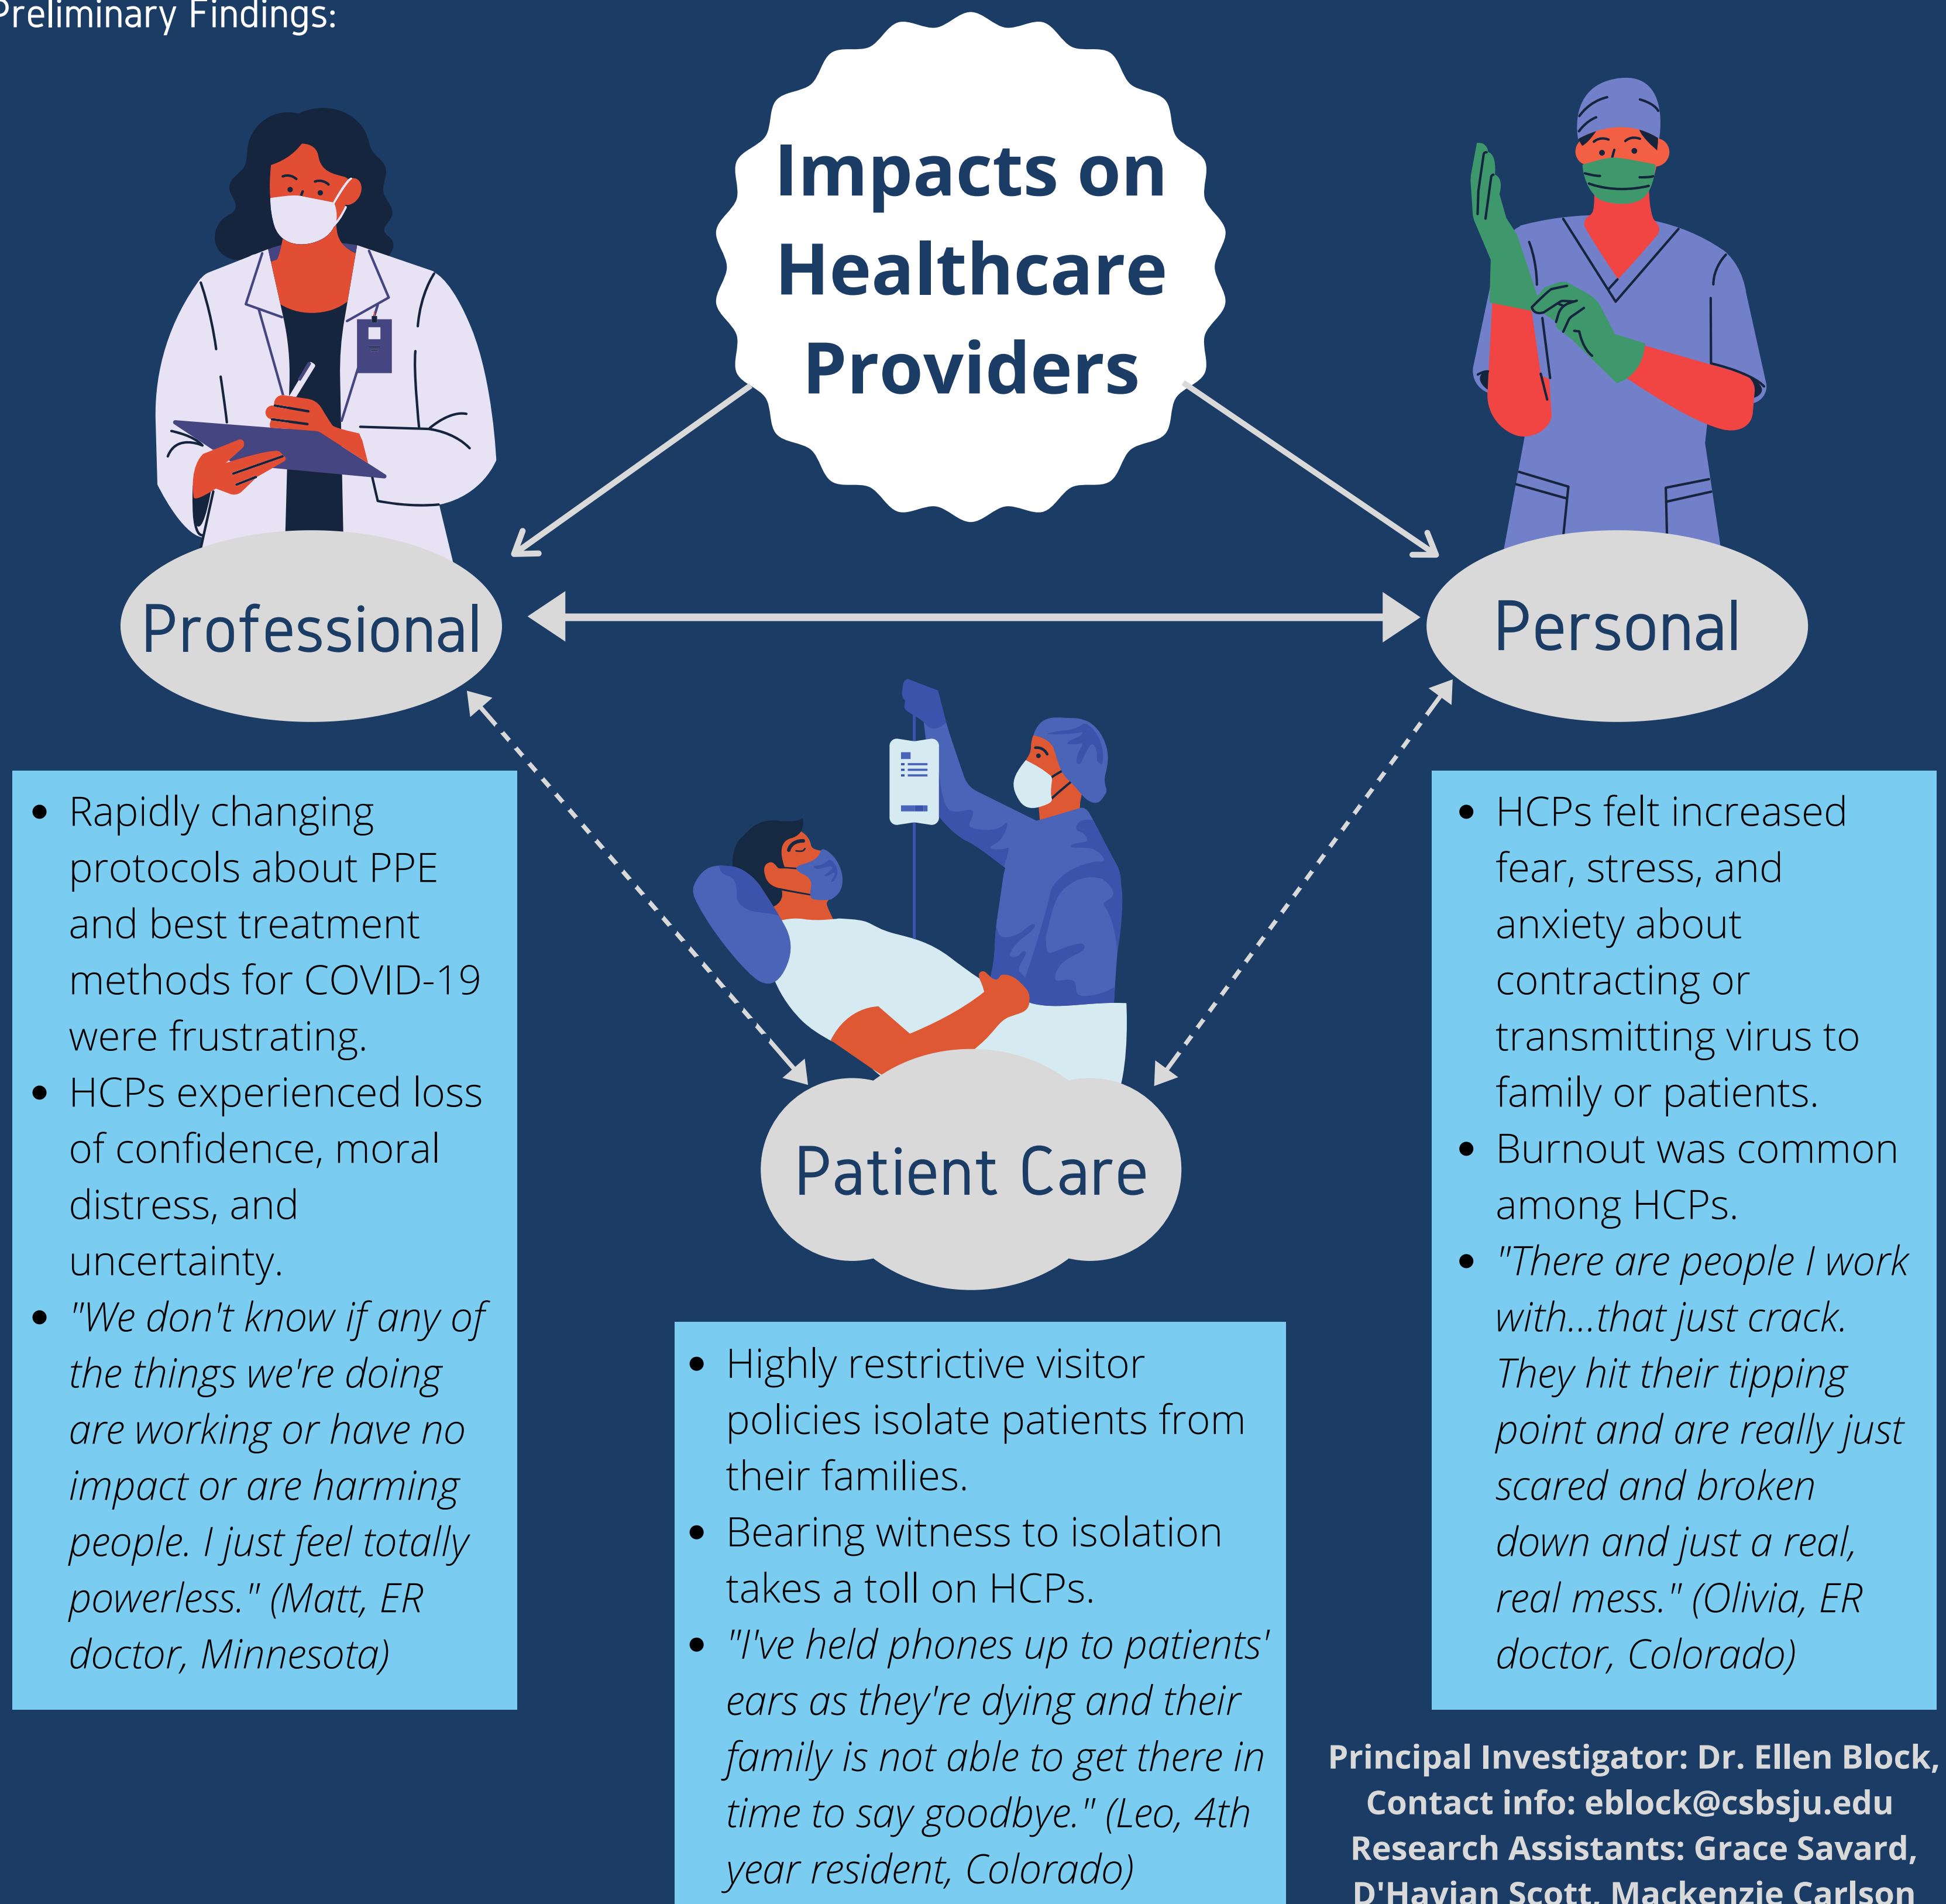 Preliminary Findings:
Impacts on
Healthcare
Providers
Professional
Personal
• Rapidly changing
protocols about PPE
and best treatment
methods for COVID-19
were frustrating.
• HCPs experienced loss
of confidence, moral
distress, and
uncertainty.
• "We don't know if any of
the things we're doing
are working or have no
impact or are harming
people. I just feel totally
powerless." (Matt, ER
doctor, Minnesota)
Patient Care
• Highly restrictive visitor
policies isolate patients from
their families.
• Bearing witness to isolation
takes a toll on HCPs.
• "I've held phones up to patients'
ears as they're dying and their
family is not able to get there in
time to say goodbye." (Leo, 4th
year resident, Colorado)
• HCPs felt increased
fear, stress, and
anxiety about
contracting or
transmitting virus to
family or patients.
• Burnout was common
among HCPs.
• "There are people I work
with...that just crack.
They hit their tipping
point and are really just
scared and broken
down and just a real,
real mess." (Olivia, ER
doctor, Colorado)
Principal Investigator: Dr. Ellen Block,
Contact info: eblock@csbsju.edu
Research Assistants: Grace Savard,
D'Havian Scott, Mackenzie Carlson